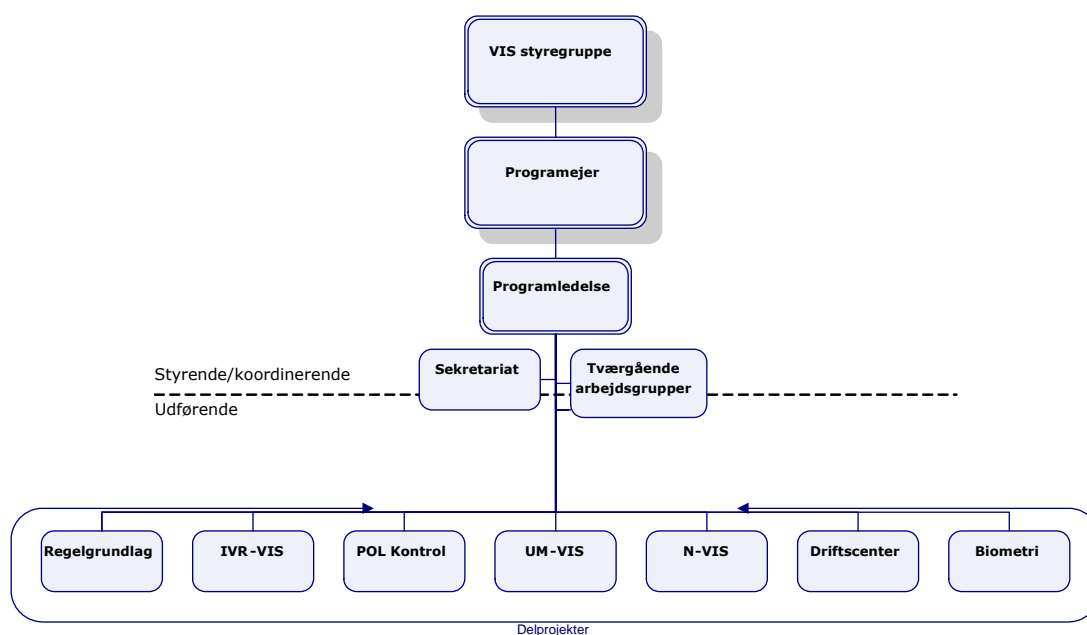 VIS styregruppe
Programejer
Programledelse
Sekretariat
Tværgående
arbejdsgrupper
Styrende/koordinerende
Udførende
Regelgrundlag
IVR-VIS
POL Kontrol
UM-VIS
N-VIS
Driftscenter
Biometri
Delprojekter